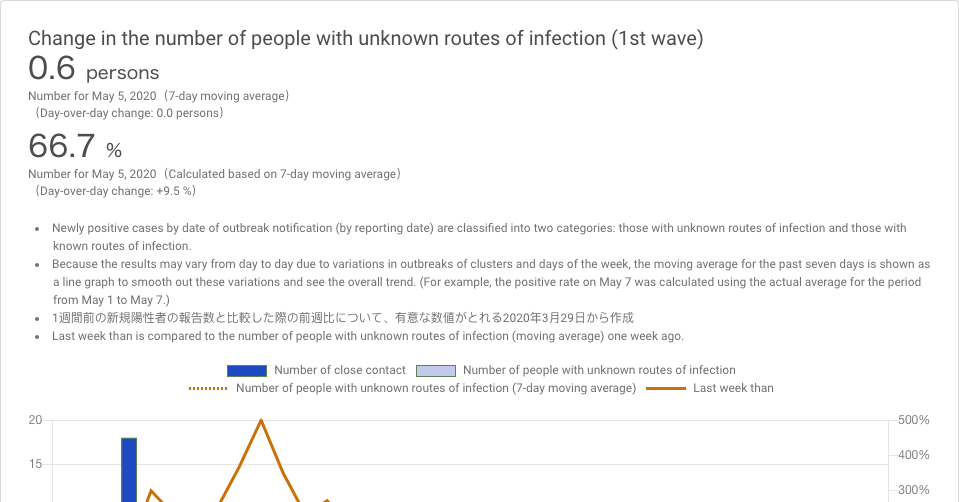 Change in the number of people with unknown routes of infection (1st wave)
0.6 persons
Number for May 5, 2020（7-day moving average）
（Day-over-day change: 0.0 persons）
66.7 %
Number for May 5, 2020（Calculated based on 7-day moving average）
（Day-over-day change: +9.5 %）
Newly positive cases by date of outbreak notification (by reporting date) are classified into two categories: those with unknown routes of infection and those with
known routes of infection.
Because the results may vary from day to day due to variations in outbreaks of clusters and days of the week, the moving average for the past seven days is shown as
a line graph to smooth out these variations and see the overall trend. (For example, the positive rate on May 7 was calculated using the actual average for the period
from May 1 to May 7.)
1週間前の新規陽性者の報告数と比較した際の前週比について、有意な数値がとれる2020年3月29日から作成
Last week than is compared to the number of people with unknown routes of infection (moving average) one week ago.
Number of close contact Number of people with unknown routes of infection
Number of people with unknown routes of infection (7-day moving average) Last week than
20 500%
400%
15
300%